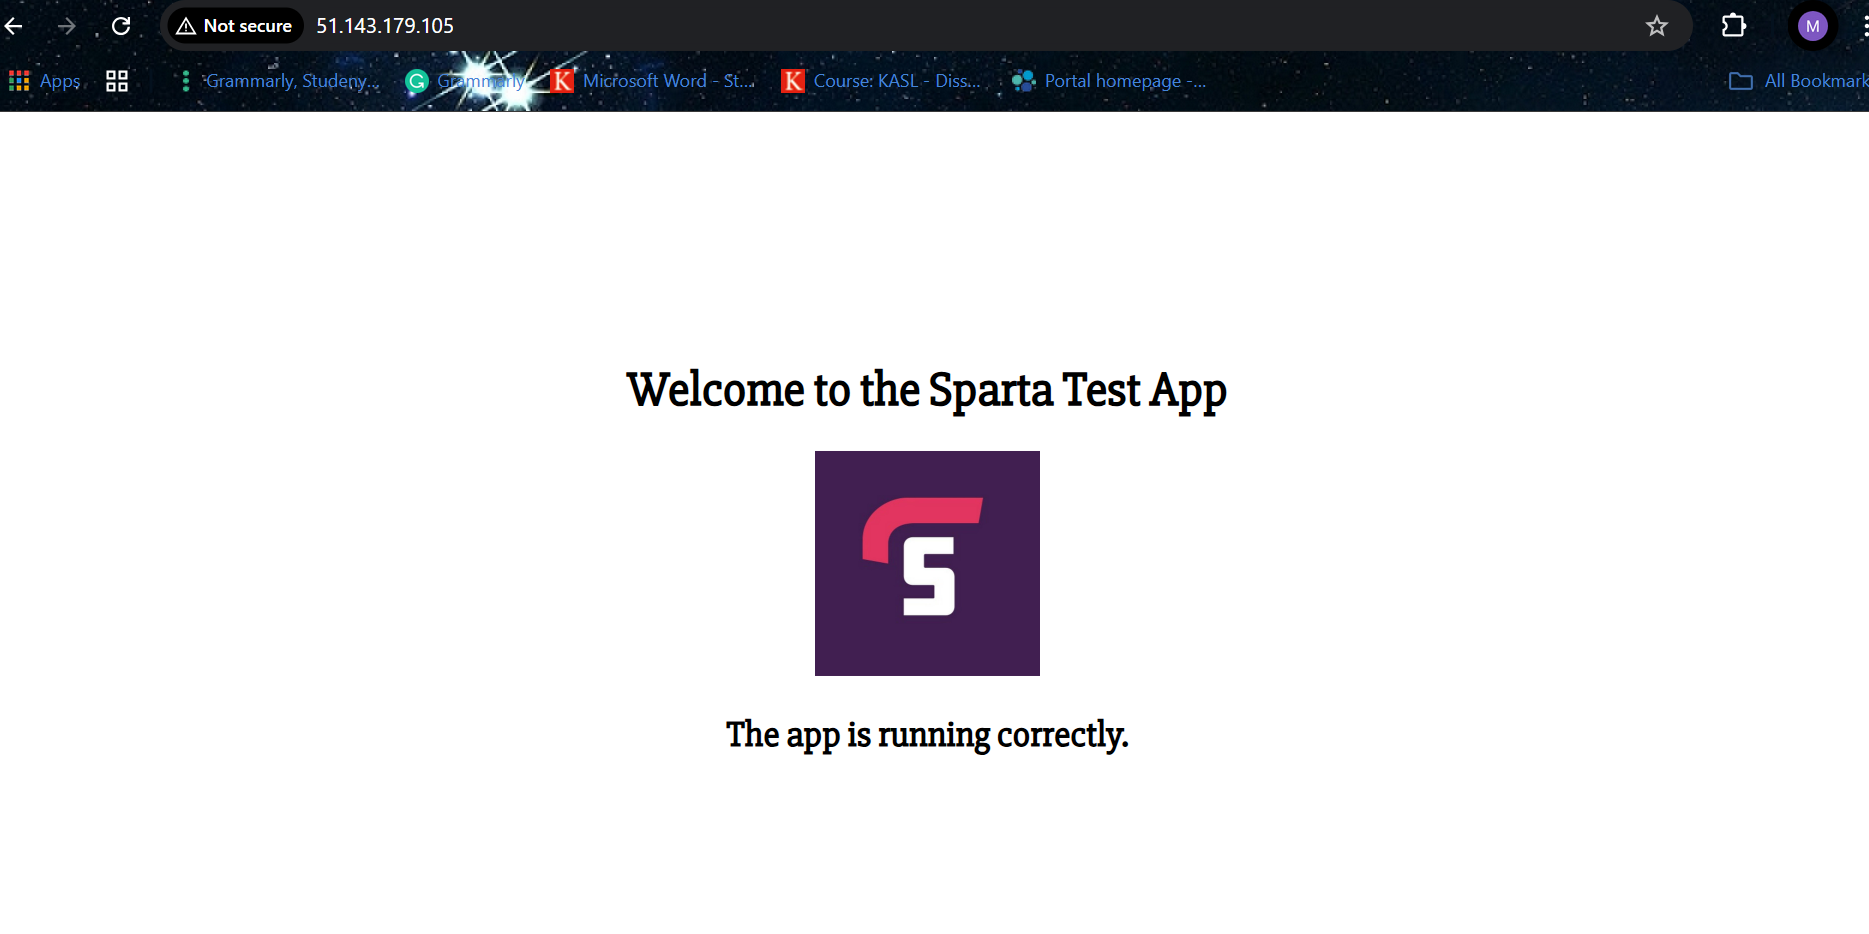 Not secure 51.143.179.105 M
Apps Grammarly, Studeny... Grammarly K Microsoft Word - St... K Course: KASL - Diss... Portal homepage -... All Bookmark
Welcome to the Sparta Test App
S
The app is running correctly.